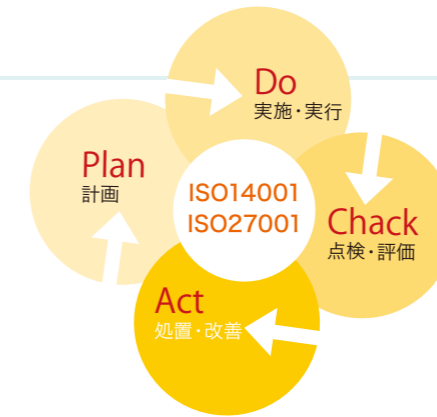 Do
実施・実行
Plan
計画
ISO14001
ISO27001
Chack
点検・評価
Act
処置・改善